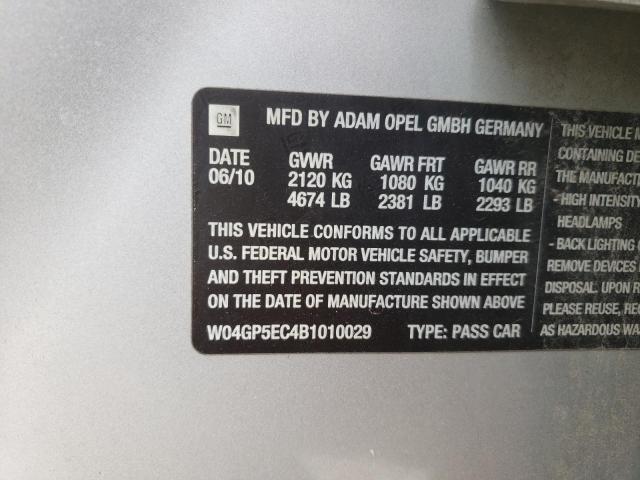 GM
MFD BY ADAM OPEL GMBH GERMANY
DATE GVWR GAWR FRT GAWR RR
06/10 2120 KG 1080 KG 1040 KG
4674 LB 2381 LB 2293 LB
THIS VEHICLE CONFORMS TO ALL APPLICABLE
U.S. FEDERAL MOTOR VEHICLE SAFETY, BUMPER
AND THEFT PREVENTION STANDARDS IN EFFECT
ON THE DATE OF MANUFACTURE SHOWN ABOVE
W04GP5EC4B1010029 TYPE: PASS CAR
THIS VEHICLE
CONTAINING
THE
- HIGH INTENSITY
HEADLAMPS
- BACK LIGHTING
REMOVE DEVICES
DISPOSAL. UPON
PLEASE REUSE,
AS HAZARDOUS